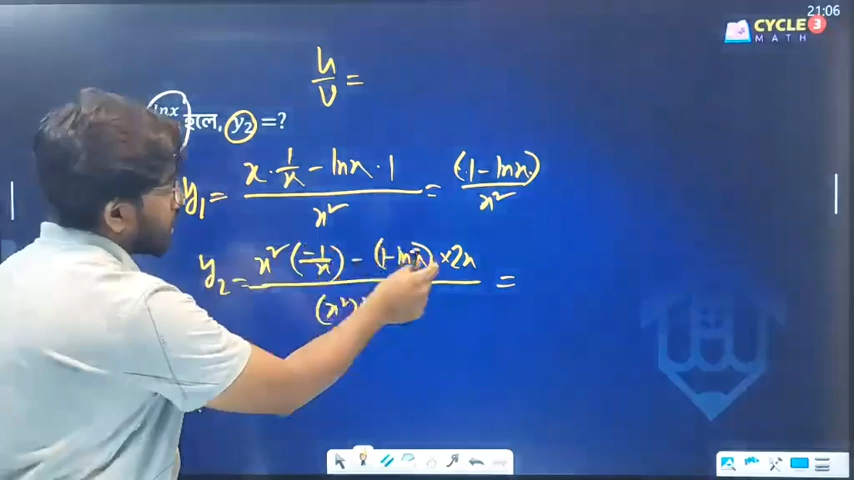 21:06
CYCLE 3
MATH
u/v =
lnx হলে, y₂ =?
y₁ = (x · 1/x − lnx · 1)/x² = (1 − lnx)/x²
y₂ = (x²(−1/x) − (1−lnx) × 2x)/(x²) =